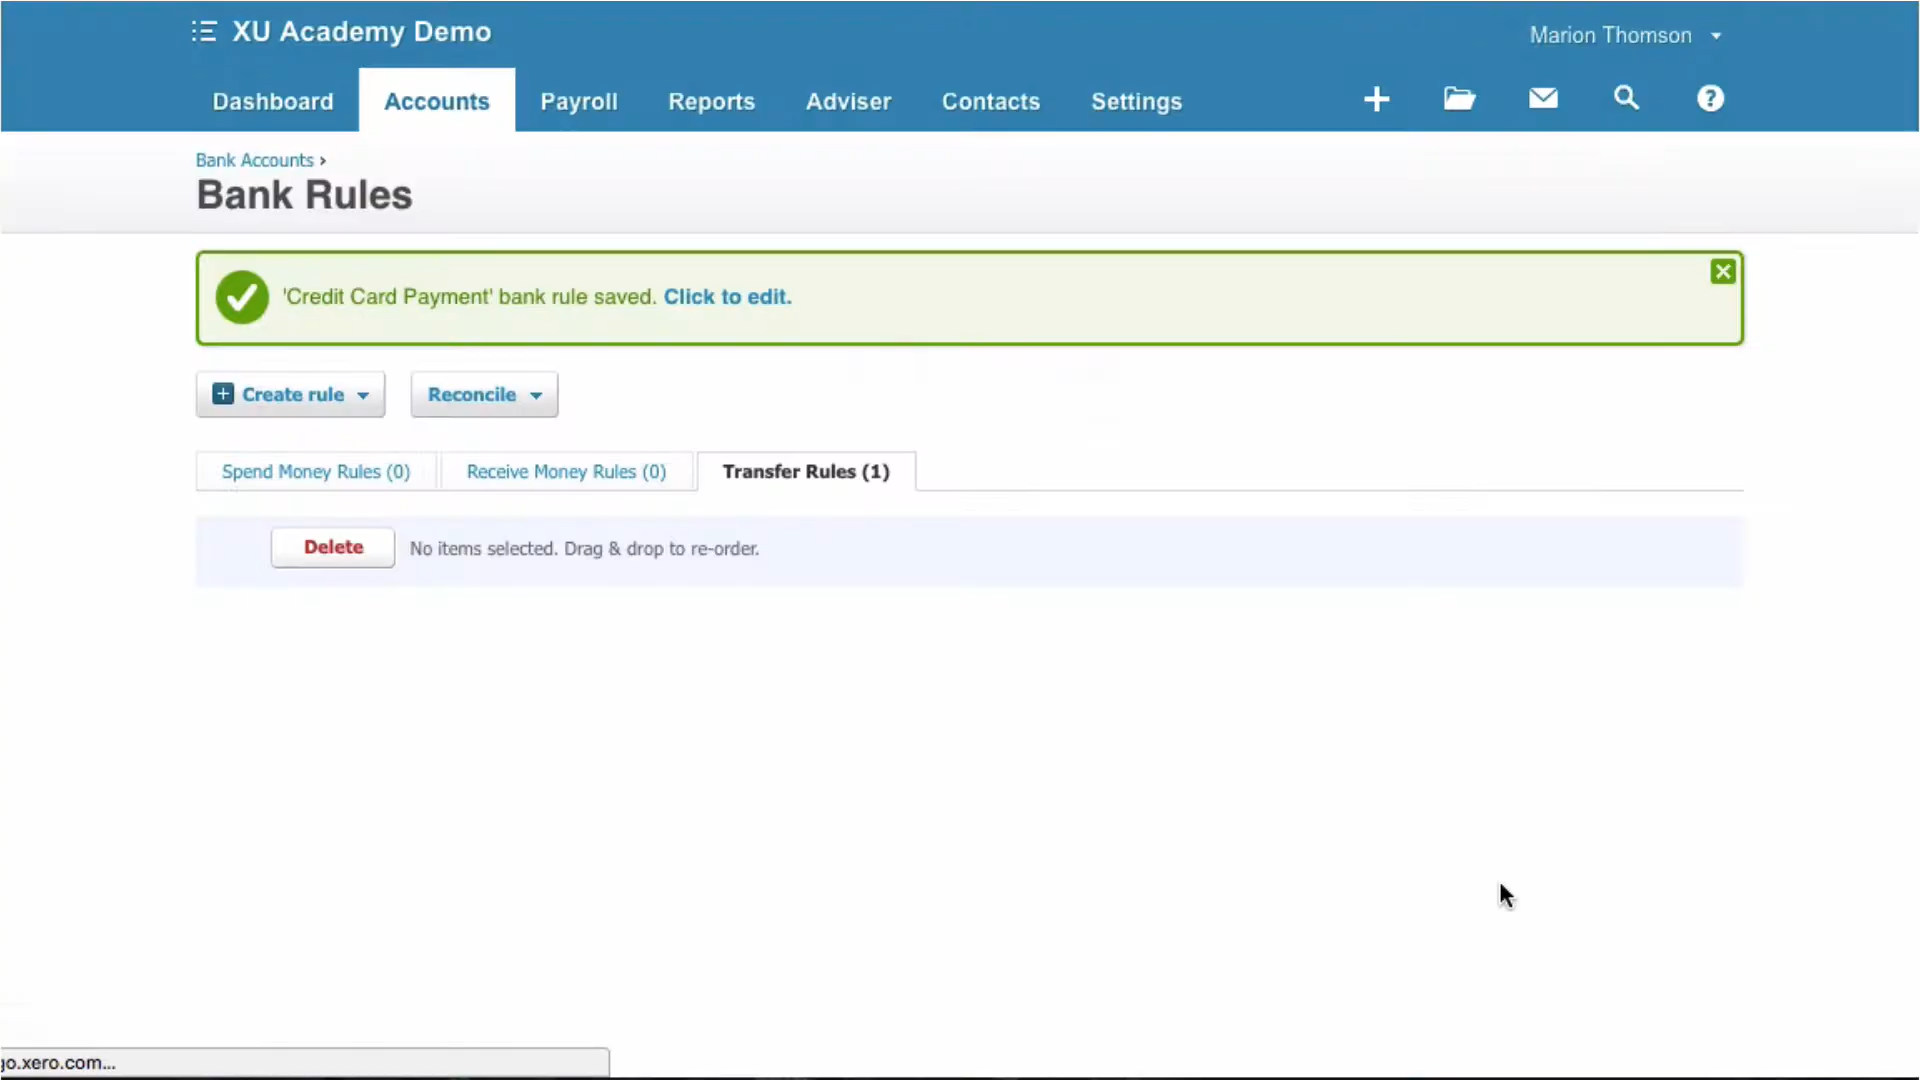 XU Academy Demo
Marion Thomson
Dashboard Accounts Payroll Reports Adviser Contacts Settings
Bank Accounts ›
Bank Rules
'Credit Card Payment' bank rule saved. Click to edit.
Create rule Reconcile
Spend Money Rules (0) Receive Money Rules (0) Transfer Rules (1)
Delete No items selected. Drag & drop to re-order.
go.xero.com...